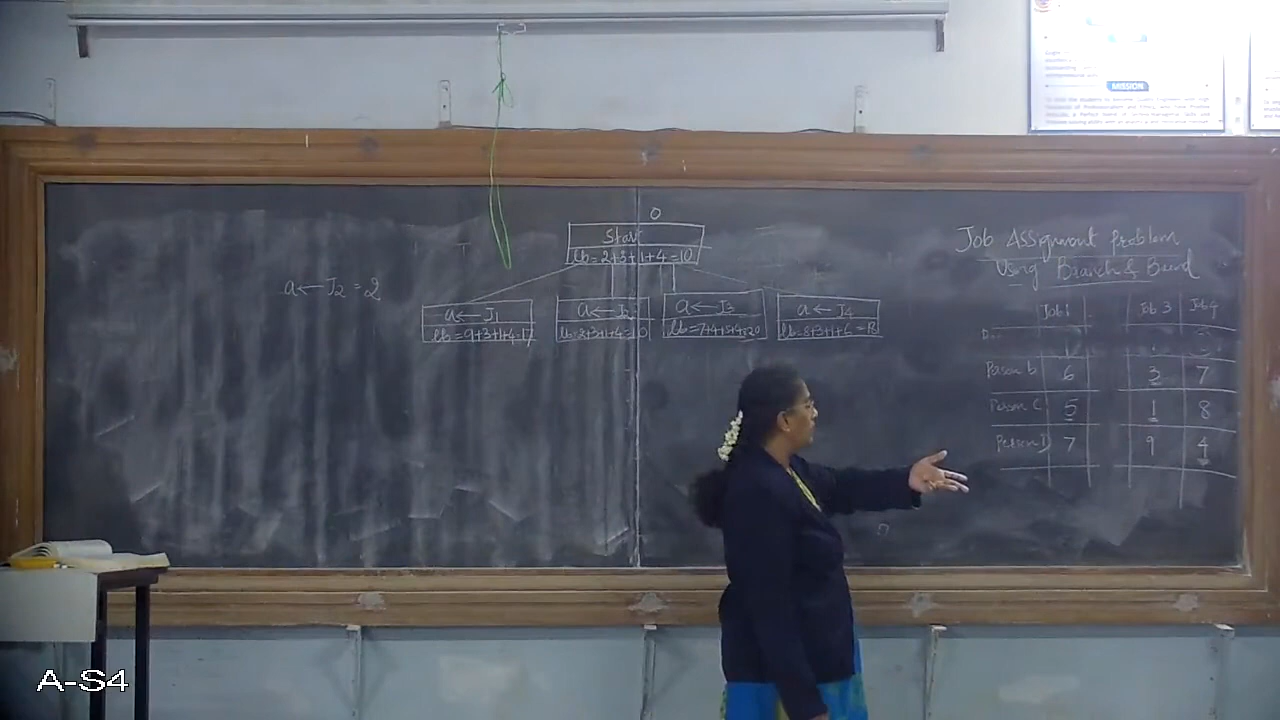 MISSION
0
Start
lb = 2+3+1+4 = 10
a ← J2 = 2
a ← J1
lb = 9+3+1+4=17
a ← J2
lb=2+3+1+4=10
a ← J3
lb=7+4+5+4=20
a ← J4
lb=8+3+1+6=18
Job Assignment Problem
Using Branch & Bound
Job1 Job 3 Job 4
Person b 6 3 7
Person C 5 1 8
Person D 7 9 4
A-S4